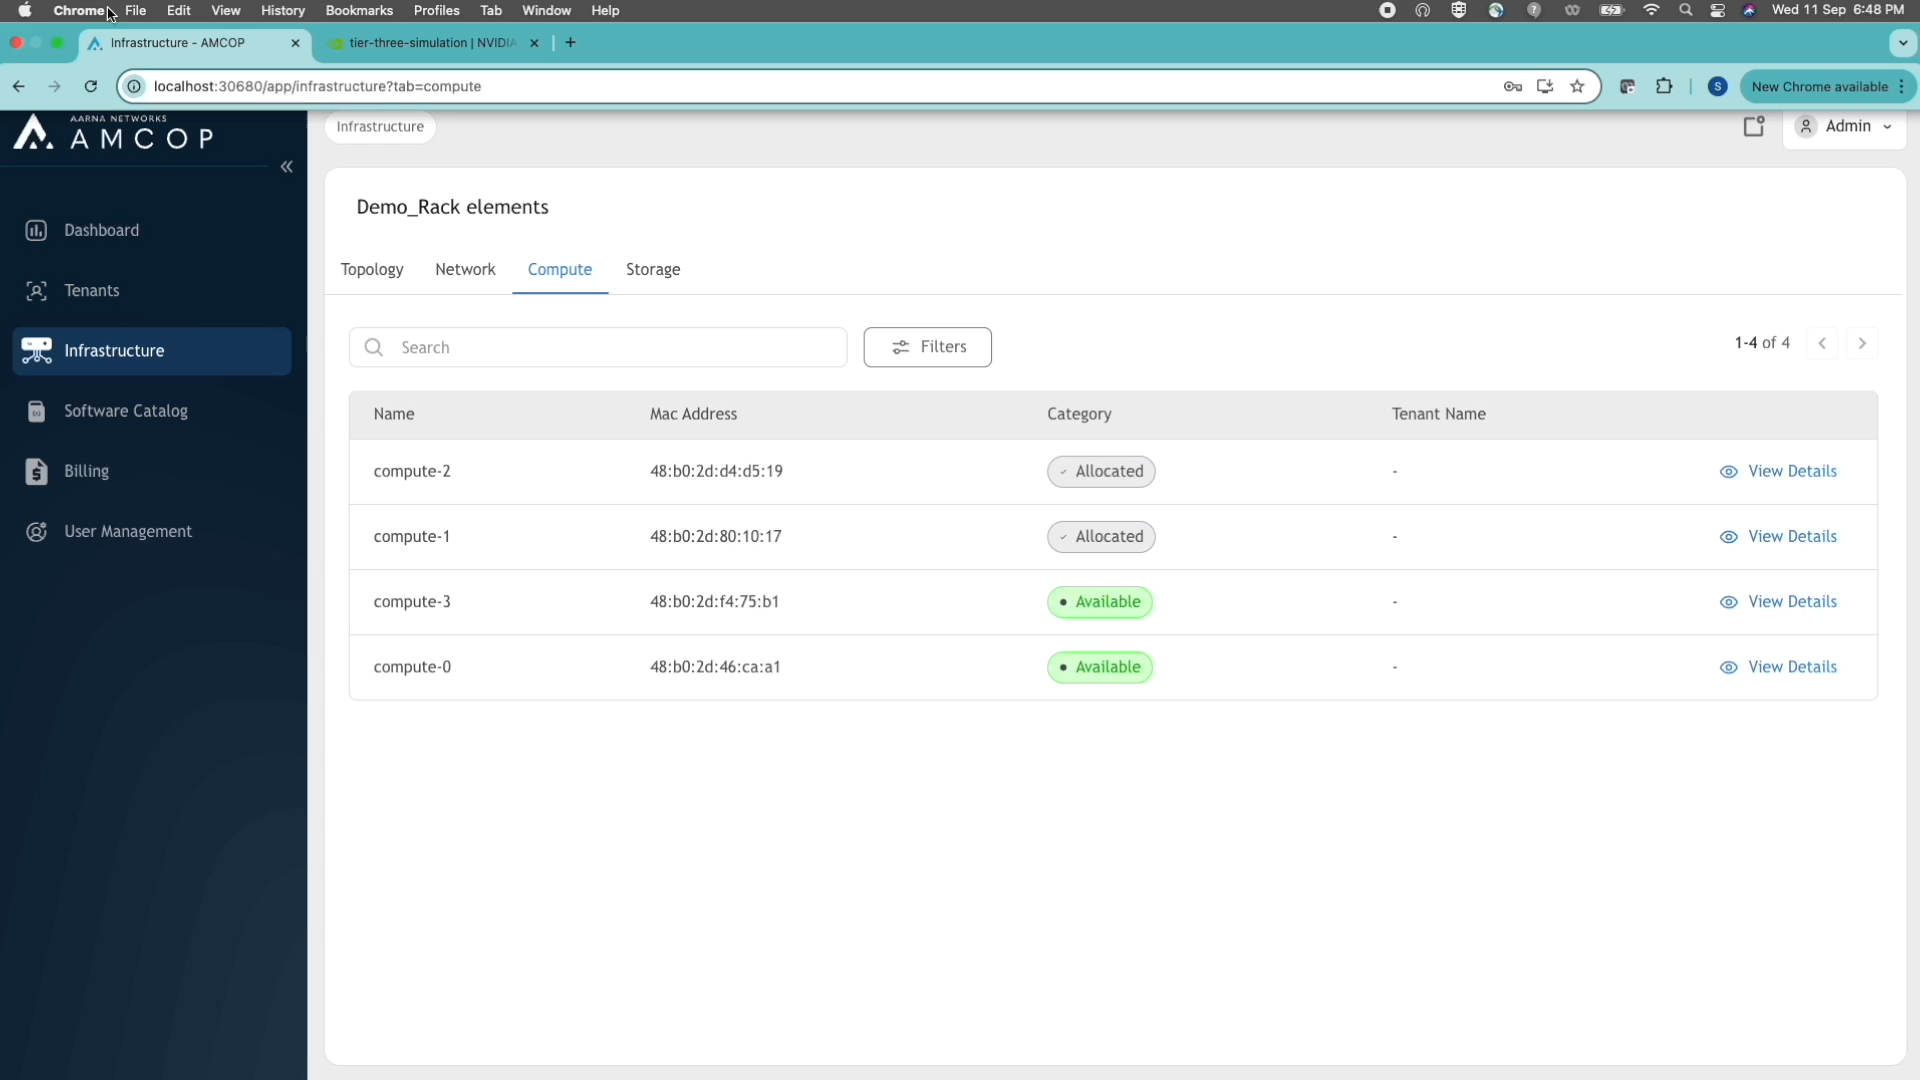 Chrome File Edit View History Bookmarks Profiles Tab Window Help Wed 11 Sep 6:48 PM
Infrastructure - AMCOP tier-three-simulation | NVIDI
localhost:30680/app/infrastructure?tab=compute S New Chrome available
AARNA NETWORKS
AMCOP
Infrastructure
Admin
Dashboard
Tenants
Infrastructure
Software Catalog
Billing
User Management
Demo_Rack elements
Topology Network Compute Storage
Search Filters 1-4 of 4
Name Mac Address Category Tenant Name
compute-2 48:b0:2d:d4:d5:19 Allocated - View Details
compute-1 48:b0:2d:80:10:17 Allocated - View Details
compute-3 48:b0:2d:f4:75:b1 Available - View Details
compute-0 48:b0:2d:46:ca:a1 Available - View Details